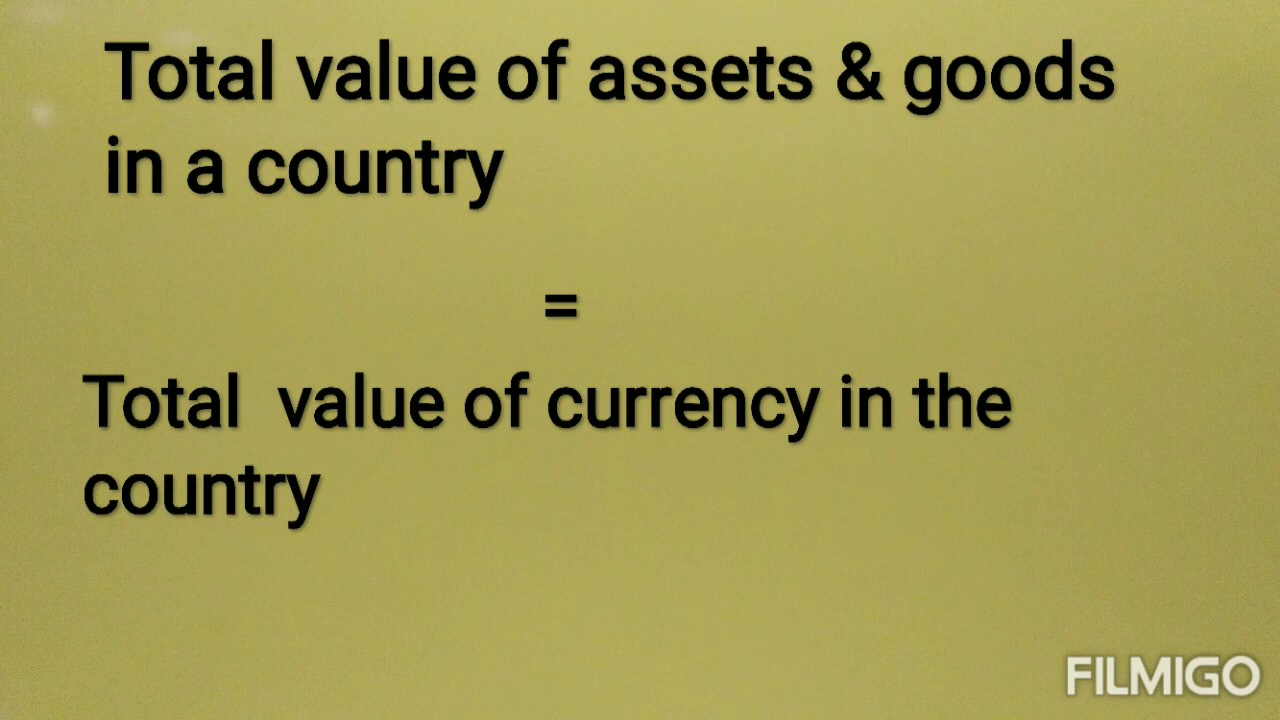 Total value of assets & goods
in a country
=
Total value of currency in the
country
FILMIGO